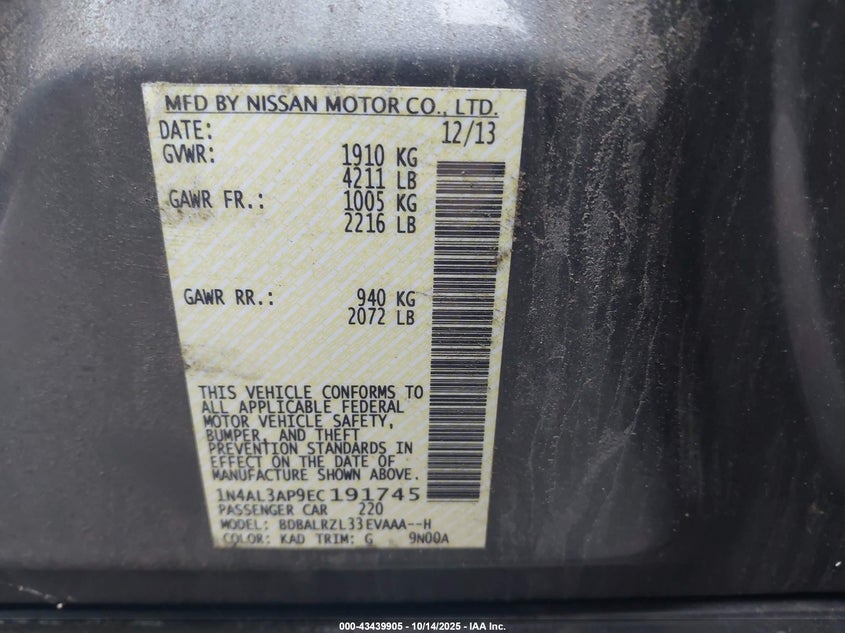 MFD BY NISSAN MOTOR CO., LTD.
DATE: 12/13
GVWR: 1910 KG
4211 LB
GAWR FR.: 1005 KG
2216 LB
GAWR RR.: 940 KG
2072 LB
THIS VEHICLE CONFORMS TO
ALL APPLICABLE FEDERAL
MOTOR VEHICLE SAFETY,
BUMPER, AND THEFT
PREVENTION STANDARDS IN
EFFECT ON THE DATE OF
MANUFACTURE SHOWN ABOVE.
1N4AL3AP9EC191745
PASSENGER CAR 220
MODEL: BDBALRZL33EVAAA--H
COLOR: KAD TRIM: G 9N00A
000-43439905 - 10/14/2025 - IAA Inc.